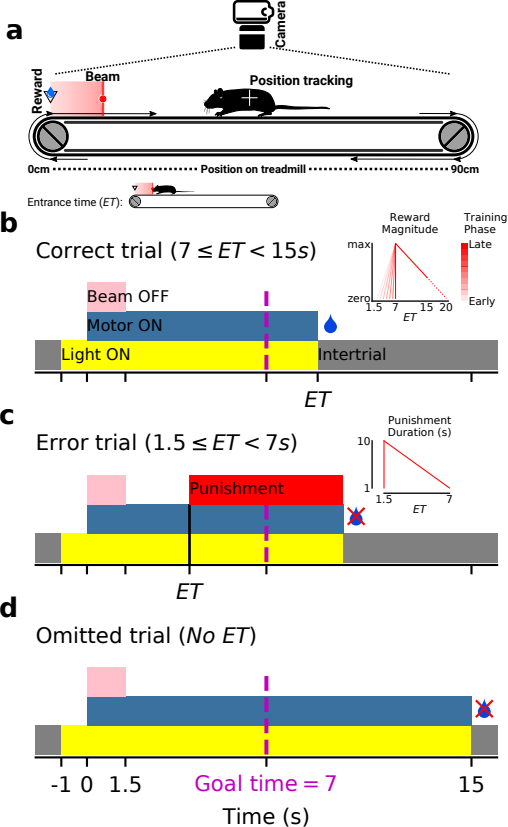 a
Camera
Reward
Beam
Position tracking
0cm
Position on treadmill
90cm
Entrance time (ET):
b
Correct trial (7 ≤ ET < 15s)
Reward
Magnitude
Training
Phase
max
zero
1.5
7
15
20
ET
Late
Early
Beam OFF
Motor ON
Light ON
Intertrial
ET
c
Error trial (1.5 ≤ ET < 7s)
Punishment
Duration (s)
10
1
1.5
7
ET
Punishment
ET
d
Omitted trial (No ET)
-1 0 1.5 Goal time = 7 15
Time (s)